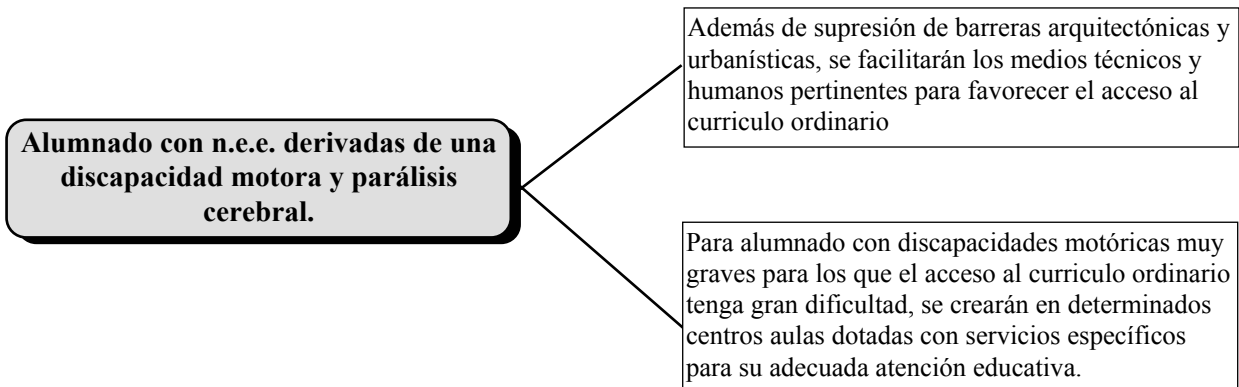 Además de supresión de barreras arquitectónicas y
urbanísticas, se facilitarán los medios técnicos y
humanos pertinentes para favorecer el acceso al
curriculo ordinario
Alumnado con n.e.e. derivadas de una
discapacidad motora y parálisis
cerebral.
Para alumnado con discapacidades motóricas muy
graves para los que el acceso al curriculo ordinario
tenga gran dificultad, se crearán en determinados
centros aulas dotadas con servicios específicos
para su adecuada atención educativa.